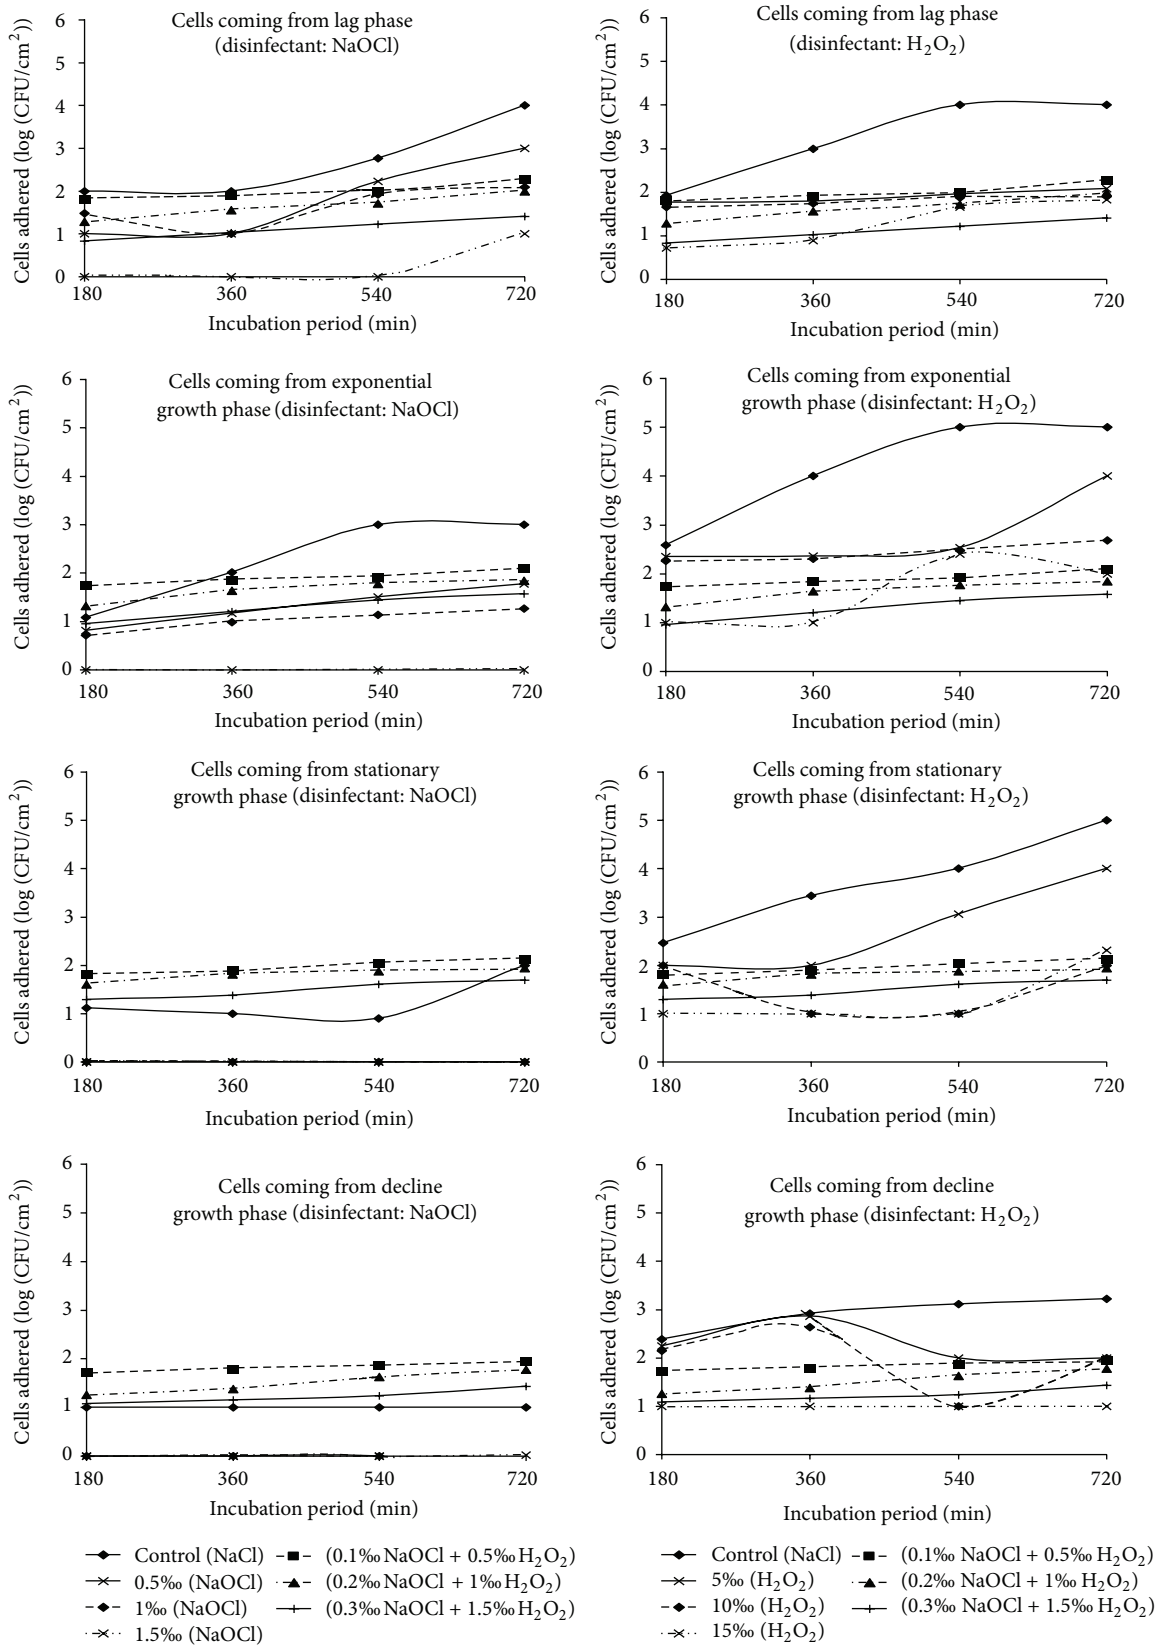 Cells coming from lag phase
(disinfectant: NaOCl)
Cells adhered (log (CFU/cm²))
6
5
4
3
2
1
0
180 360 540 720
Incubation period (min)
Cells coming from lag phase
(disinfectant: H₂O₂)
Cells adhered (log (CFU/cm²))
6
5
4
3
2
1
0
180 360 540 720
Incubation period (min)
Cells coming from exponential
growth phase (disinfectant: NaOCl)
Cells adhered (log (CFU/cm²))
6
5
4
3
2
1
0
180 360 540 720
Incubation period (min)
Cells coming from exponential
growth phase (disinfectant: H₂O₂)
Cells adhered (log (CFU/cm²))
6
5
4
3
2
1
0
180 360 540 720
Incubation period (min)
Cells coming from stationary
growth phase (disinfectant: NaOCl)
Cells adhered (log (CFU/cm²))
6
5
4
3
2
1
0
180 360 540 720
Incubation period (min)
Cells coming from stationary
growth phase (disinfectant: H₂O₂)
Cells adhered (log (CFU/cm²))
6
5
4
3
2
1
0
180 360 540 720
Incubation period (min)
Cells coming from decline
growth phase (disinfectant: NaOCl)
Cells adhered (log (CFU/cm²))
6
5
4
3
2
1
0
180 360 540 720
Incubation period (min)
Cells coming from decline
growth phase (disinfectant: H₂O₂)
Cells adhered (log (CFU/cm²))
6
5
4
3
2
1
0
180 360 540 720
Incubation period (min)
Control (NaCl)
0.5‰ (NaOCl)
1‰ (NaOCl)
1.5‰ (NaOCl)
(0.1‰ NaOCl + 0.5‰ H₂O₂)
(0.2‰ NaOCl + 1‰ H₂O₂)
(0.3‰ NaOCl + 1.5‰ H₂O₂)
Control (NaCl)
5‰ (H₂O₂)
10‰ (H₂O₂)
15‰ (H₂O₂)
(0.1‰ NaOCl + 0.5‰ H₂O₂)
(0.2‰ NaOCl + 1‰ H₂O₂)
(0.3‰ NaOCl + 1.5‰ H₂O₂)